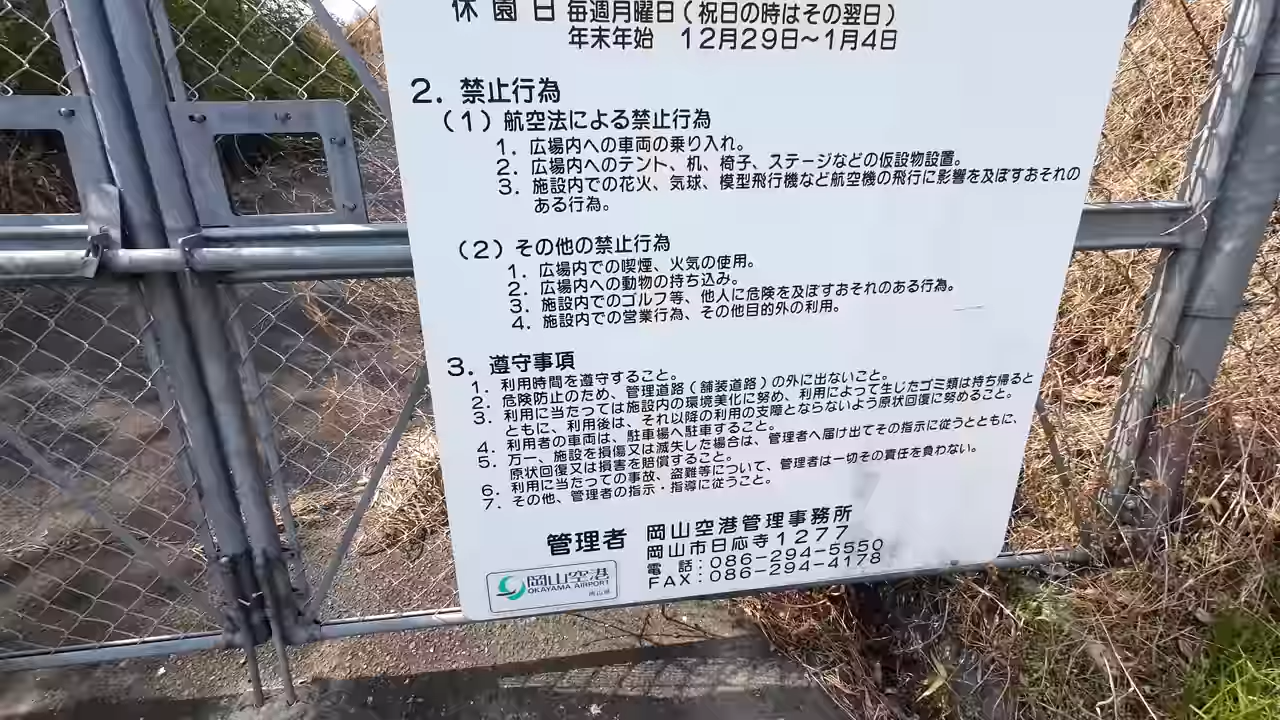 休園日 毎週月曜日(祝日の時はその翌日)
年末年始 12月29日~1月4日
2. 禁止行為
(1)航空法による禁止行為
1. 広場内への車両の乗り入れ。
2. 広場内へのテント、机、椅子、ステージなどの仮設物設置。
3. 施設内での花火、気球、模型飛行機など航空機の飛行に影響を及ぼすおそれの
ある行為。
(2)その他の禁止行為
1. 広場内での喫煙、火気の使用。
2. 広場内への動物の持ち込み。
3. 施設内でのゴルフ等、他人に危険を及ぼすおそれのある行為。
4. 施設内での営業行為、その他目的外の利用。
3. 遵守事項
1. 利用時間を遵守すること。
2. 危険防止のため、管理道路(舗装道路)の外に出ないこと。
3. 利用に当たっては施設内の環境美化に努め、利用によって生じたゴミ類は持ち帰ると
ともに、利用後は、それ以降の利用の支障とならないよう原状回復に努めること。
4. 利用者の車両は、駐車場へ駐車すること。
5. 万一、施設を損傷又は滅失した場合は、管理者へ届け出てその指示に従うとともに、
原状回復又は損害を賠償すること。
6. 利用に当たっての事故、盗難等について、管理者は一切その責任を負わない。
7. その他、管理者の指示・指導に従うこと。
管理者 岡山空港管理事務所
岡山市日応寺1277
電 話:086-294-5550
FAX:086-294-4178
岡山空港
OKAYAMA AIRPORT
岡山県